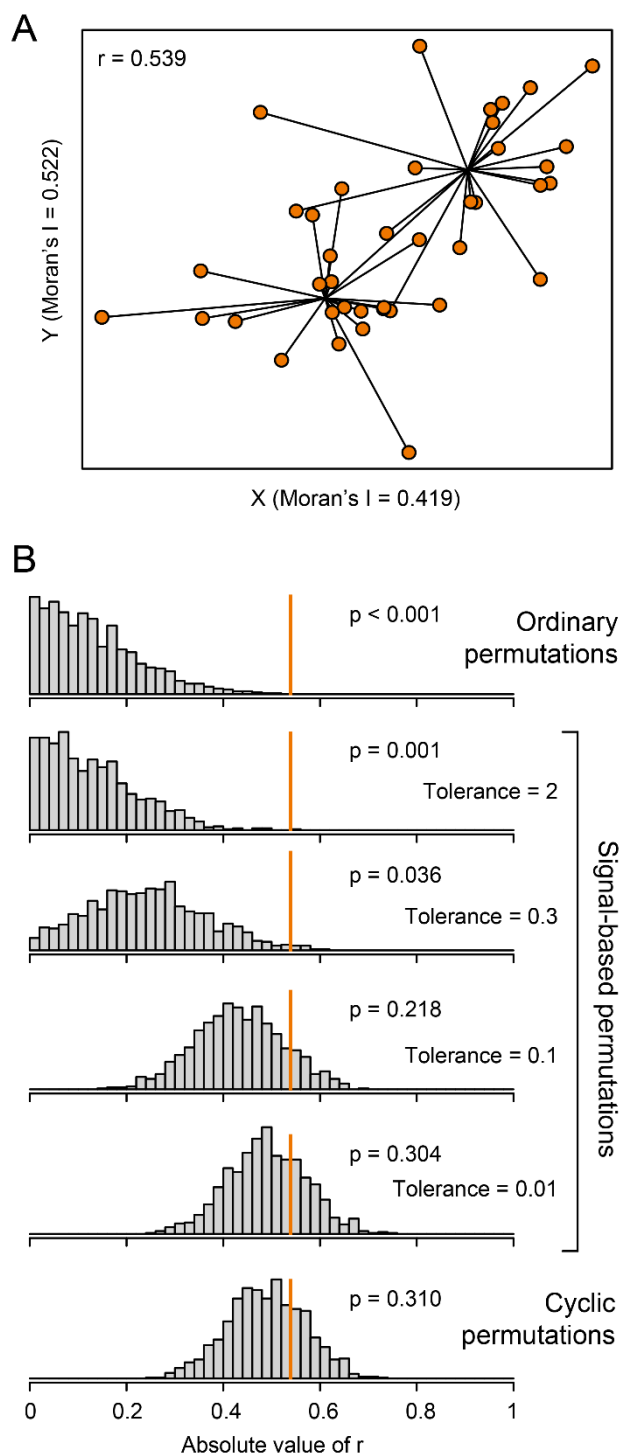 A
r = 0.539
Y (Moran's I = 0.522)
X (Moran's I = 0.419)
B
p < 0.001
Ordinary
permutations
p = 0.001
Tolerance = 2
p = 0.036
Tolerance = 0.3
p = 0.218
Tolerance = 0.1
p = 0.304
Tolerance = 0.01
Signal-based permutations
p = 0.310
Cyclic
permutations
0 0.2 0.4 0.6 0.8 1
Absolute value of r